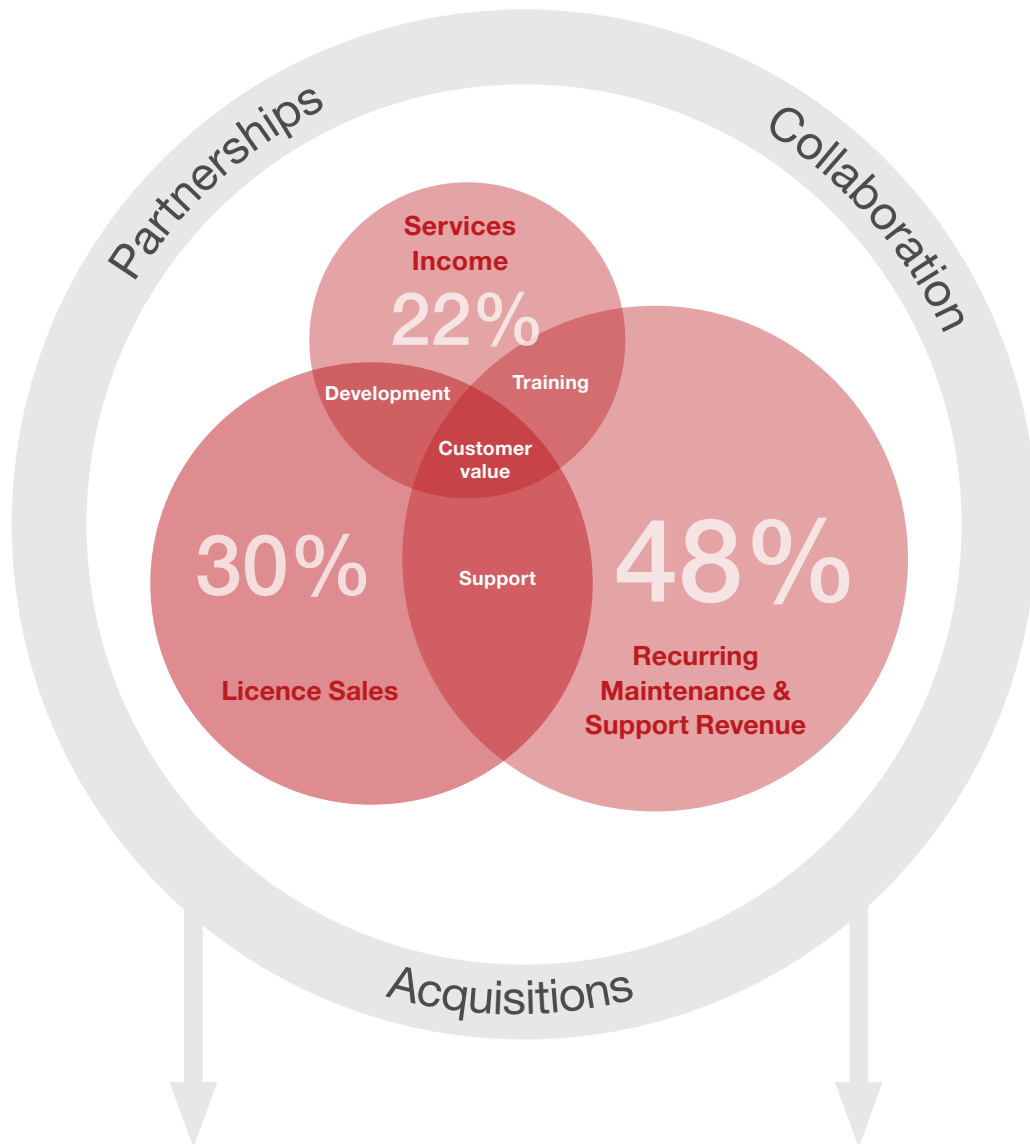 Partnerships
Collaboration
Services
Income
22%
Development
Training
Customer
value
30%
48%
Support
Licence Sales
Recurring
Maintenance &
Support Revenue
Acquisitions